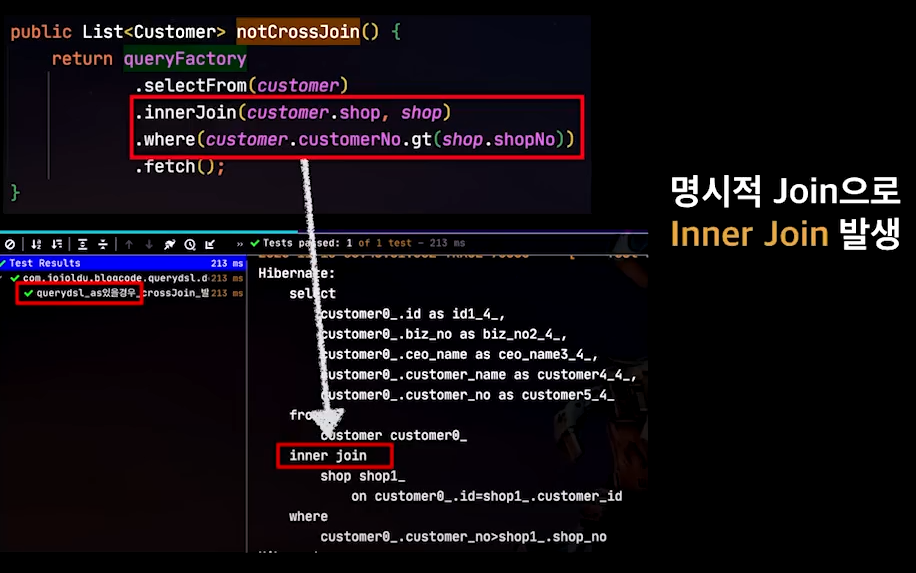 public List<Customer> notCrossJoin() {
return queryFactory
.selectFrom(customer)
.innerJoin(customer.shop, shop)
.where(customer.customerNo.gt(shop.shopNo))
.fetch();
}
명시적 Join으로
Inner Join 발생
Tests passed: 1 of 1 test – 213 ms
Test Results 213 ms
com.jojoldu.blogcode.querydsl.d 213 ms
querydsl_as있을경우_crossJoin_발 213 ms
Hibernate:
select
customer0_.id as id1_4_,
customer0_.biz_no as biz_no2_4_,
customer0_.ceo_name as ceo_name3_4_,
customer0_.customer_name as customer4_4_,
customer0_.customer_no as customer5_4_
from
customer customer0_
inner join
shop shop1_
on customer0_.id=shop1_.customer_id
where
customer0_.customer_no>shop1_.shop_no